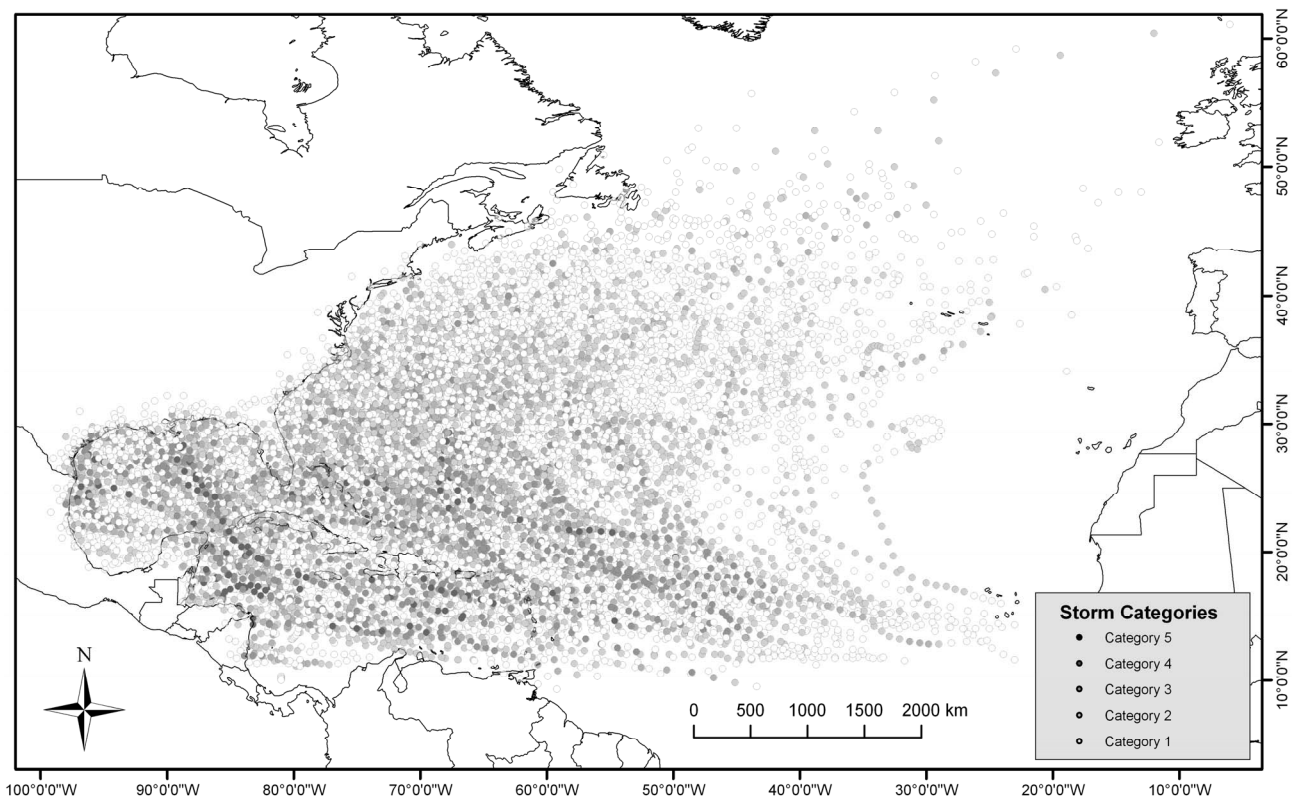 60°0'0"N
50°0'0"N
40°0'0"N
30°0'0"N
20°0'0"N
10°0'0"N
Storm Categories
Category 5
Category 4
Category 3
Category 2
Category 1
N
0 500 1000 1500 2000 km
100°0'0"W 90°0'0"W 80°0'0"W 70°0'0"W 60°0'0"W 50°0'0"W 40°0'0"W 30°0'0"W 20°0'0"W 10°0'0"W